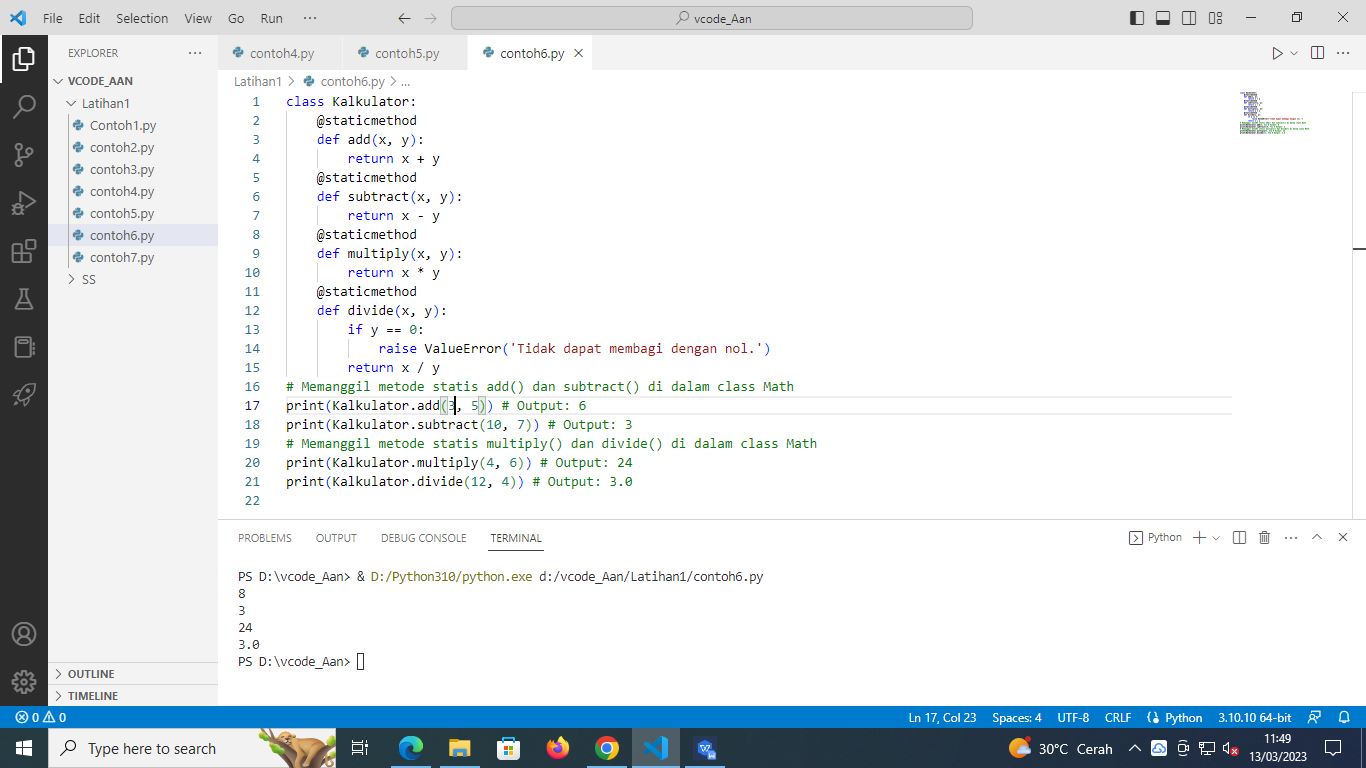 File Edit Selection View Go Run ··· vcode_Aan
EXPLORER ···
VCODE_AAN
Latihan1
Contoh1.py
contoh2.py
contoh3.py
contoh4.py
contoh5.py
contoh6.py
contoh7.py
SS
OUTLINE
TIMELINE
contoh4.py contoh5.py contoh6.py
Latihan1 > contoh6.py > ...
1 class Kalkulator:
2     @staticmethod
3     def add(x, y):
4         return x + y
5     @staticmethod
6     def subtract(x, y):
7         return x - y
8     @staticmethod
9     def multiply(x, y):
10         return x * y
11     @staticmethod
12     def divide(x, y):
13         if y == 0:
14             raise ValueError('Tidak dapat membagi dengan nol.')
15         return x / y
16 # Memanggil metode statis add() dan subtract() di dalam class Math
17 print(Kalkulator.add(3, 5)) # Output: 6
18 print(Kalkulator.subtract(10, 7)) # Output: 3
19 # Memanggil metode statis multiply() dan divide() di dalam class Math
20 print(Kalkulator.multiply(4, 6)) # Output: 24
21 print(Kalkulator.divide(12, 4)) # Output: 3.0
22
PROBLEMS OUTPUT DEBUG CONSOLE TERMINAL Python
PS D:\vcode_Aan> & D:/Python310/python.exe d:/vcode_Aan/Latihan1/contoh6.py
8
3
24
3.0
PS D:\vcode_Aan>
0 0 Ln 17, Col 23 Spaces: 4 UTF-8 CRLF Python 3.10.10 64-bit
Type here to search 30°C Cerah 11:49
13/03/2023